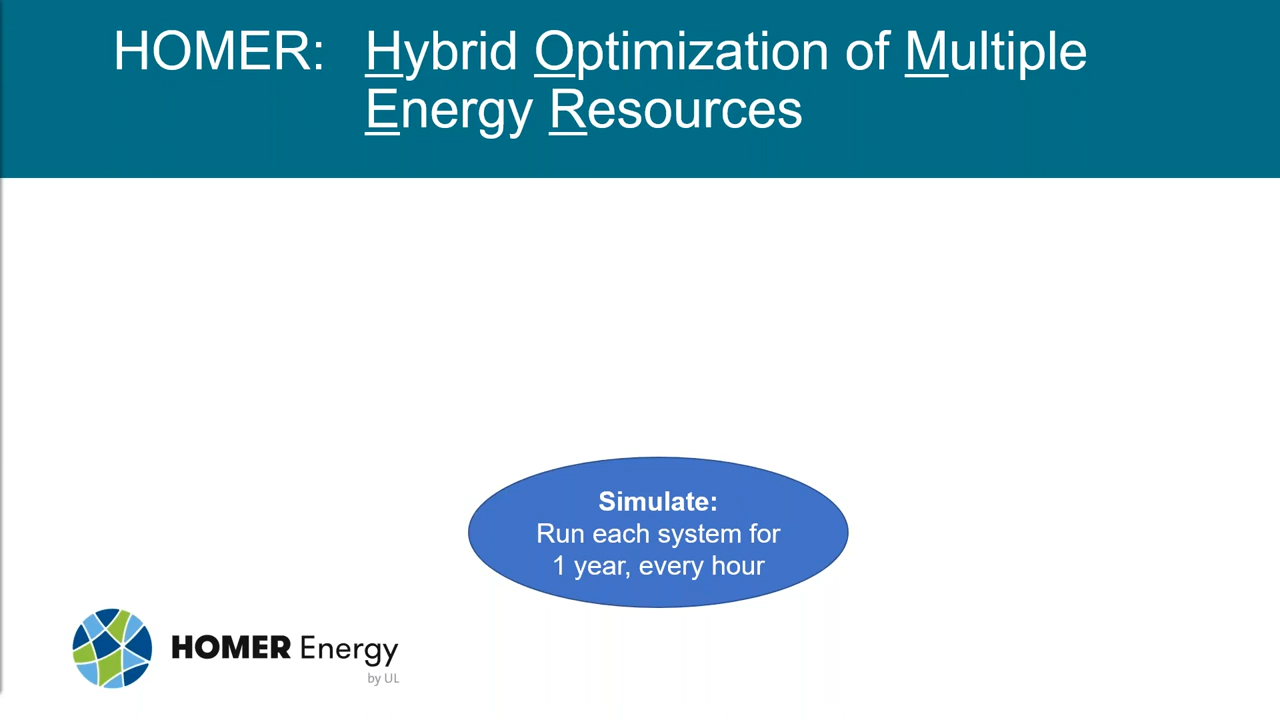 HOMER: Hybrid Optimization of Multiple
Energy Resources
Simulate:
Run each system for
1 year, every hour
HOMER Energy
by UL